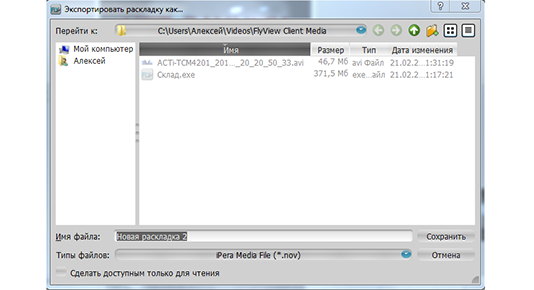 Экспортировать раскладку как...
Перейти к: C:\Users\Алексей\Videos\FlyView Client Media
Мой компьютер
Алексей
Имя Размер Тип Дата изменения
ACTi-TCM4201_201..._20_20_50_33.avi 46,7 Мб avi Файл 21.02.2...1:31:19
Склад.exe 371,5 Мб exe...айл 21.02.2...1:17:21
Имя файла: Новая раскладка 2 Сохранить
Типы файлов: iPera Media File (*.nov) Отмена
Сделать доступным только для чтения